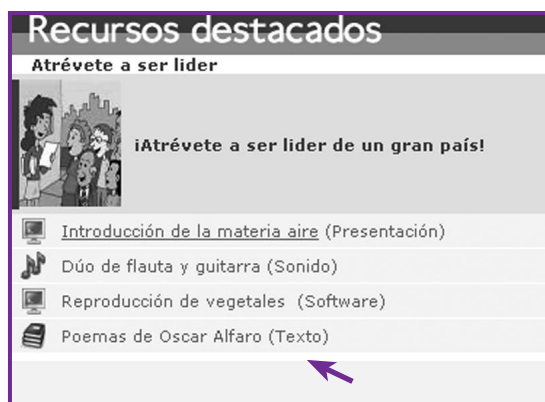 Recursos destacados
Atrévete a ser lider
¡Atrévete a ser lider de un gran país!
Introducción de la materia aire (Presentación)
Dúo de flauta y guitarra (Sonido)
Reproducción de vegetales (Software)
Poemas de Oscar Alfaro (Texto)